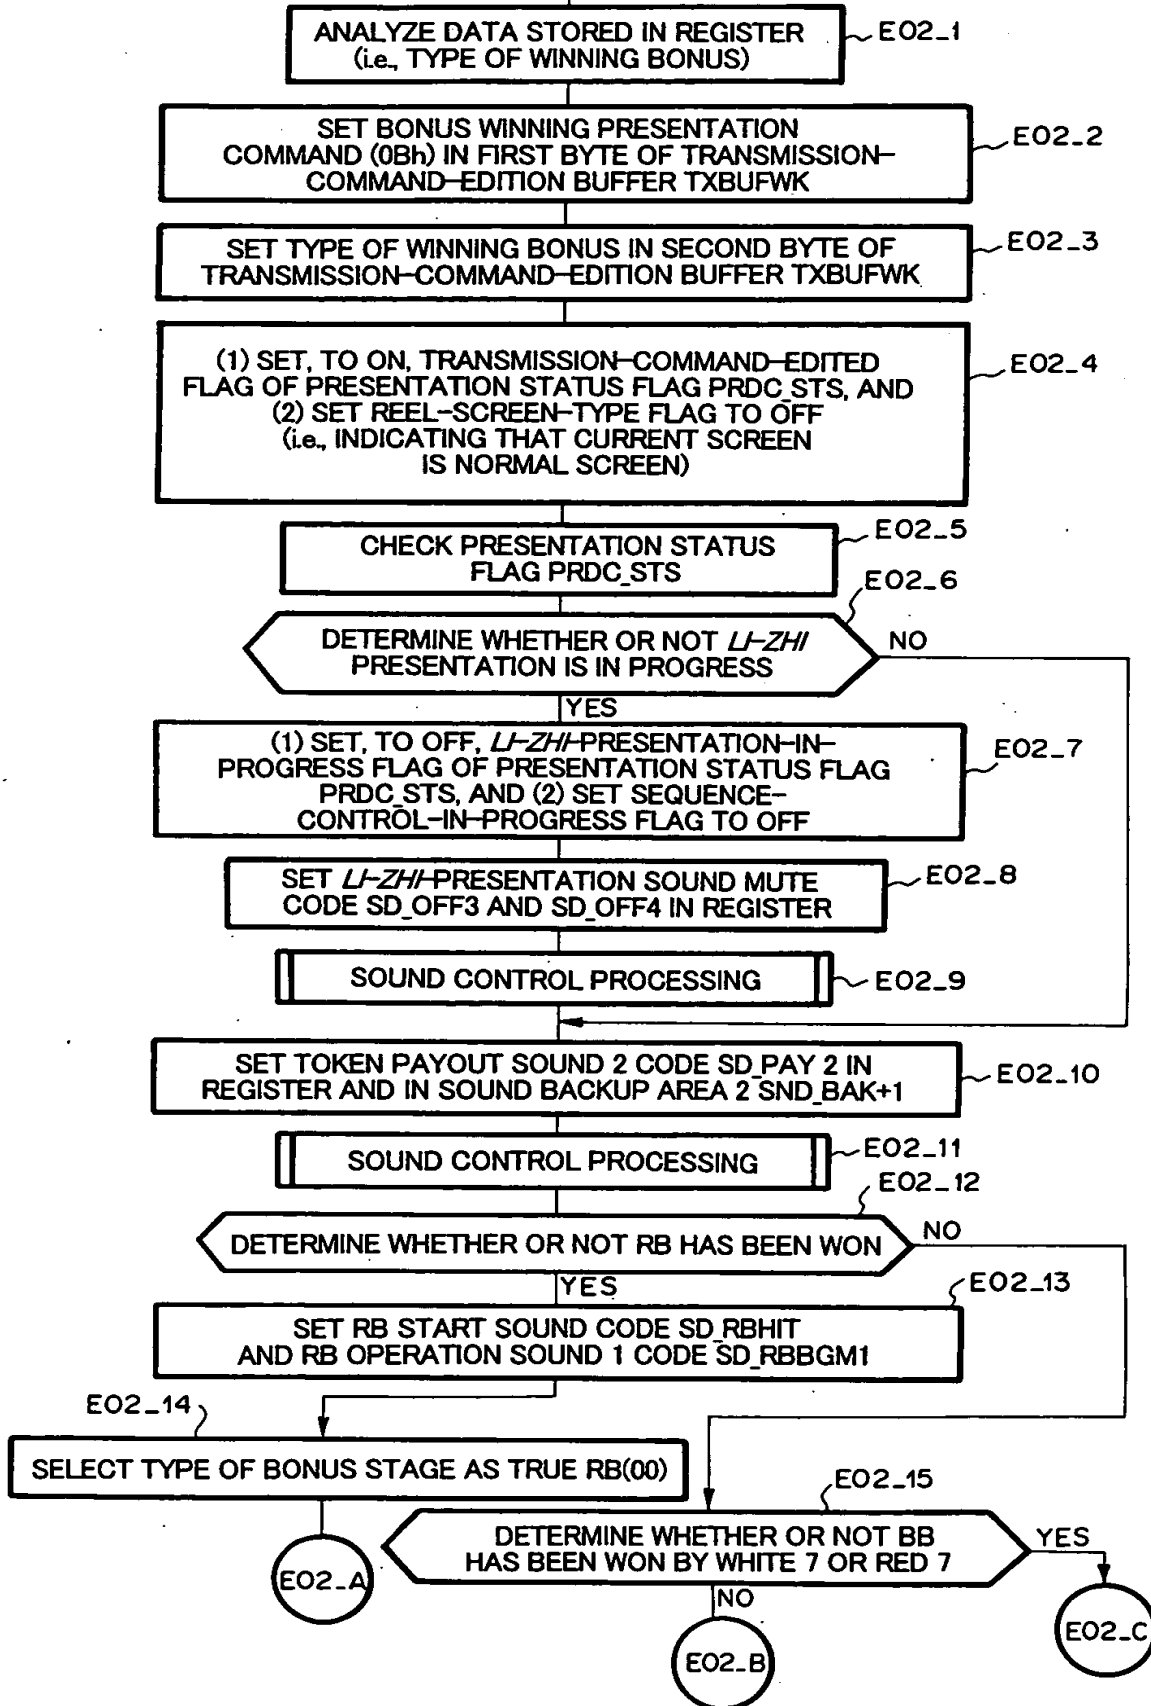 ANALYZE DATA STORED IN REGISTER
(i.e., TYPE OF WINNING BONUS)
E02_1
SET BONUS WINNING PRESENTATION
COMMAND (0Bh) IN FIRST BYTE OF TRANSMISSION-
COMMAND-EDITION BUFFER TXBUFWK
E02_2
SET TYPE OF WINNING BONUS IN SECOND BYTE OF
TRANSMISSION-COMMAND-EDITION BUFFER TXBUFWK
E02_3
(1) SET, TO ON, TRANSMISSION-COMMAND-EDITED
FLAG OF PRESENTATION STATUS FLAG PRDC_STS, AND
(2) SET REEL-SCREEN-TYPE FLAG TO OFF
(i.e., INDICATING THAT CURRENT SCREEN
IS NORMAL SCREEN)
E02_4
CHECK PRESENTATION STATUS
FLAG PRDC_STS
E02_5
E02_6
DETERMINE WHETHER OR NOT LI-ZHI
PRESENTATION IS IN PROGRESS
NO
YES
(1) SET, TO OFF, LI-ZHI-PRESENTATION-IN-
PROGRESS FLAG OF PRESENTATION STATUS FLAG
PRDC_STS, AND (2) SET SEQUENCE-
CONTROL-IN-PROGRESS FLAG TO OFF
E02_7
SET LI-ZHI-PRESENTATION SOUND MUTE
CODE SD_OFF3 AND SD_OFF4 IN REGISTER
E02_8
SOUND CONTROL PROCESSING
E02_9
SET TOKEN PAYOUT SOUND 2 CODE SD_PAY 2 IN
REGISTER AND IN SOUND BACKUP AREA 2 SND_BAK+1
E02_10
SOUND CONTROL PROCESSING
E02_11
E02_12
DETERMINE WHETHER OR NOT RB HAS BEEN WON
NO
YES
E02_13
SET RB START SOUND CODE SD_RBHIT
AND RB OPERATION SOUND 1 CODE SD_RBBGM1
E02_14
SELECT TYPE OF BONUS STAGE AS TRUE RB(00)
E02_15
DETERMINE WHETHER OR NOT BB
HAS BEEN WON BY WHITE 7 OR RED 7
YES
NO
E02_A
E02_B
E02_C